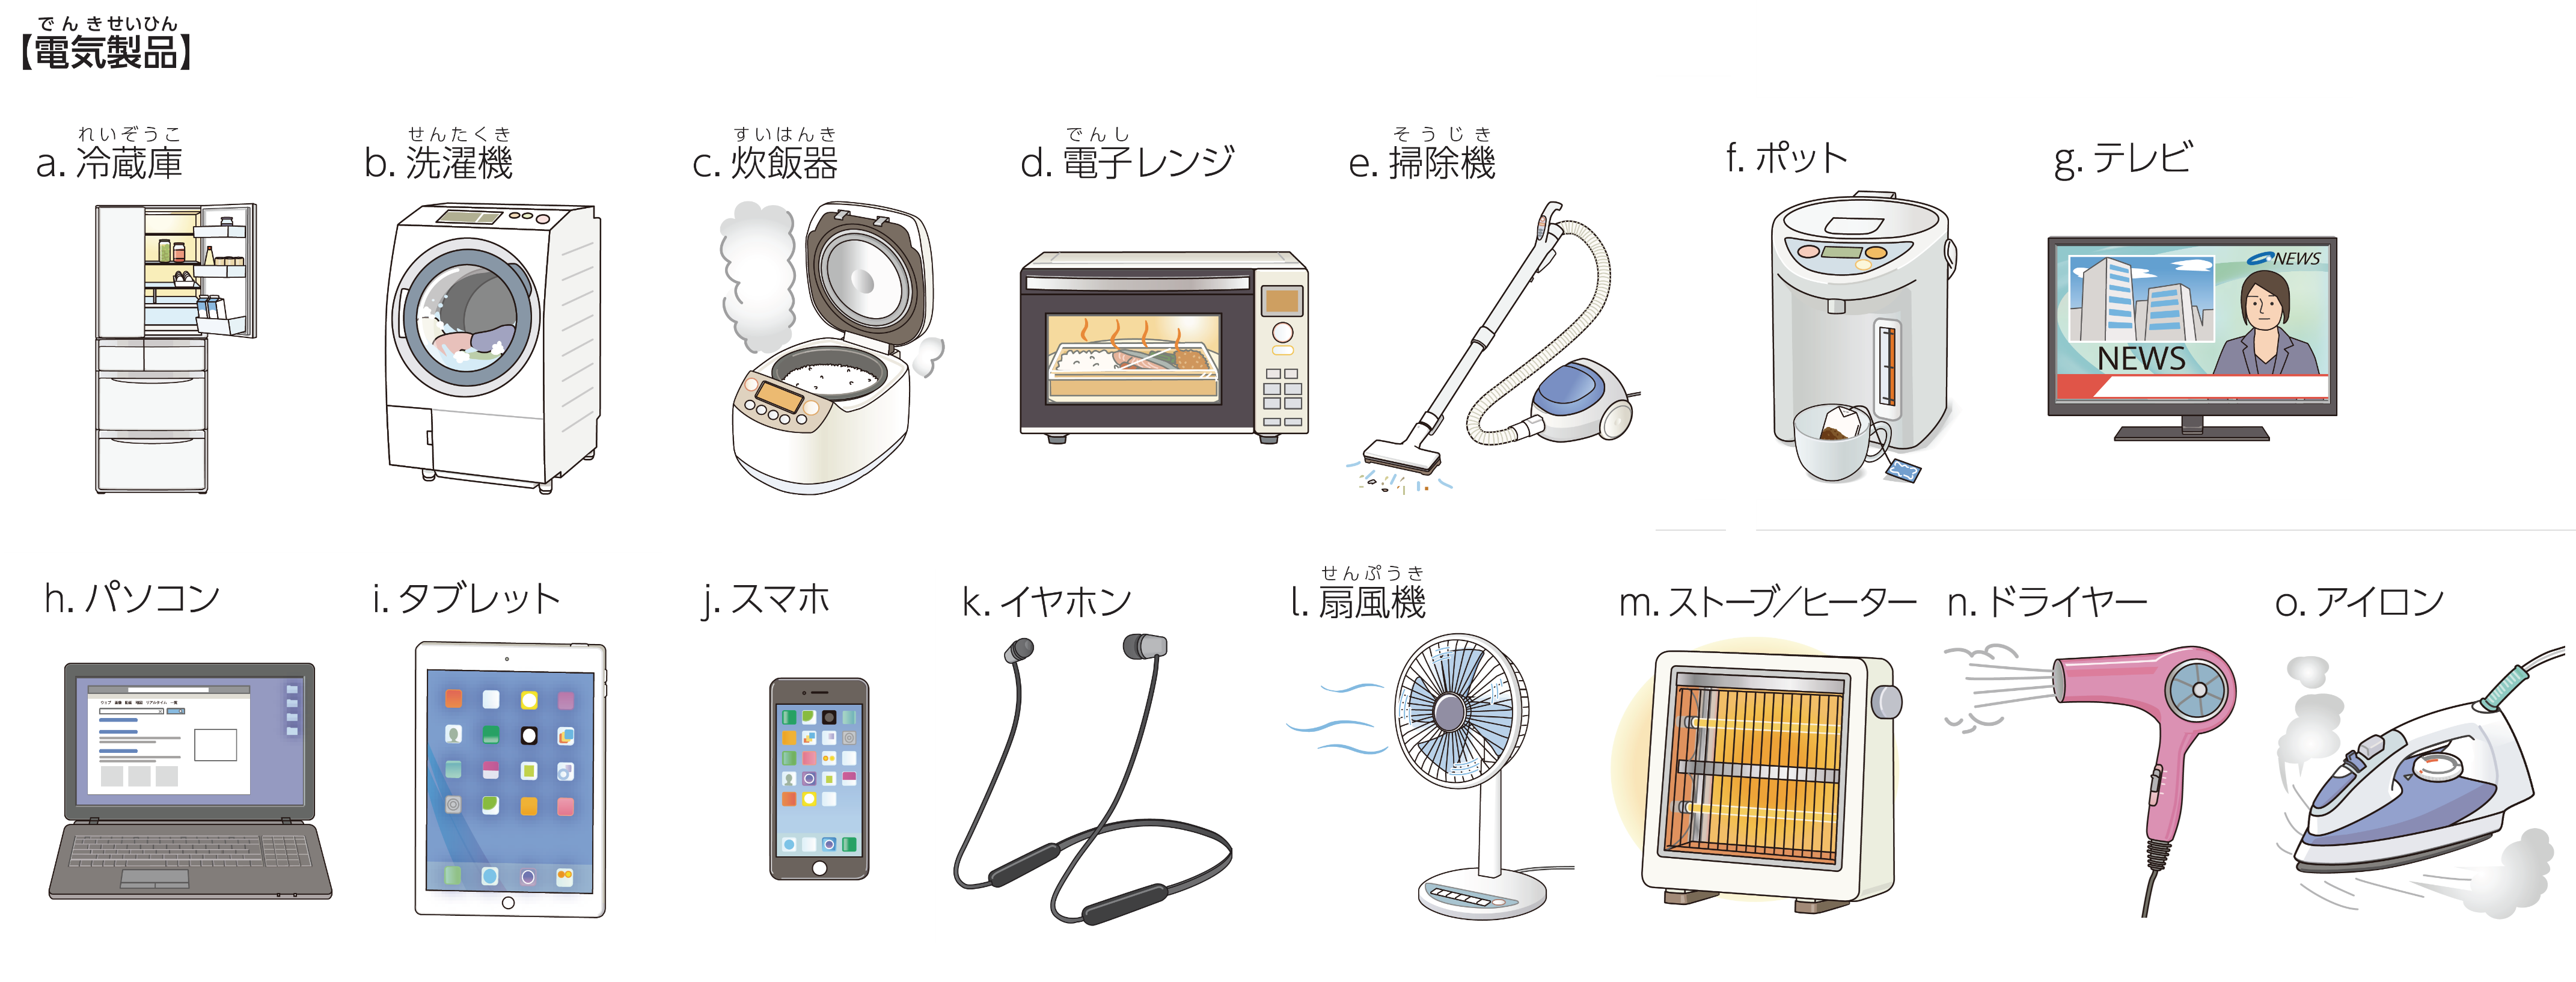 でんきせいひん
【電気製品】
れいぞうこ
a. 冷蔵庫
せんたくき
b. 洗濯機
すいはんき
c. 炊飯器
でんし
d. 電子レンジ
そうじき
e. 掃除機
f. ポット
g. テレビ
NEWS
NEWS
h. パソコン
i. タブレット
j. スマホ
k. イヤホン
せんぷうき
l. 扇風機
m. ストーブ／ヒーター
n. ドライヤー
o. アイロン